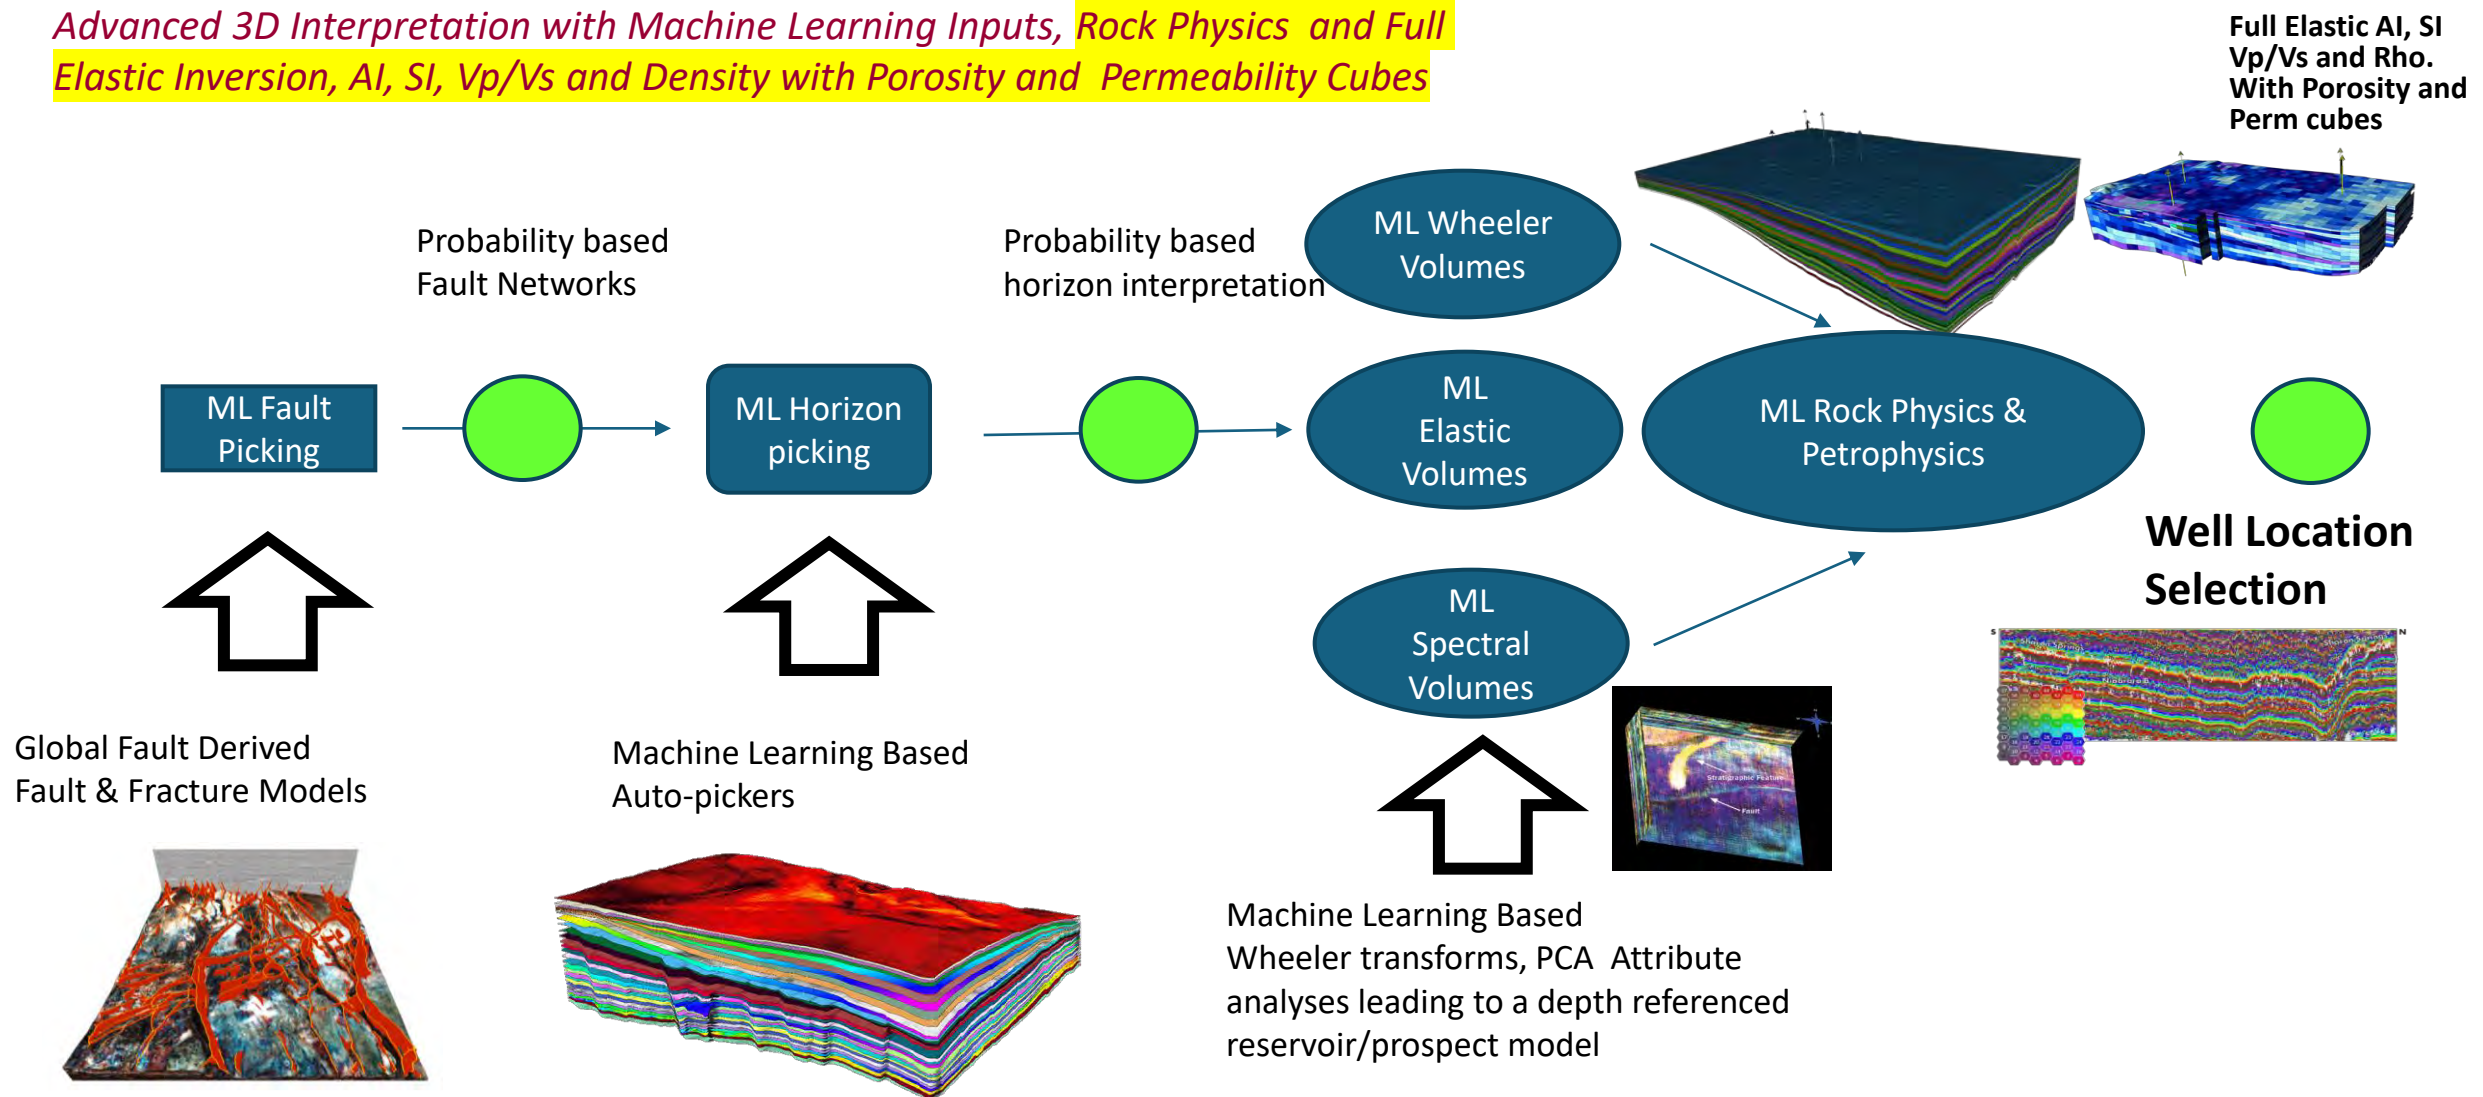 Advanced 3D Interpretation with Machine Learning Inputs, Rock Physics and Full
Elastic Inversion, AI, SI, Vp/Vs and Density with Porosity and Permeability Cubes
Full Elastic AI, SI
Vp/Vs and Rho.
With Porosity and
Perm cubes
Probability based
Fault Networks
Probability based
horizon interpretation
ML Wheeler
Volumes
ML Fault
Picking
ML Horizon
picking
ML
Elastic
Volumes
ML Rock Physics &
Petrophysics
Well Location
Selection
ML
Spectral
Volumes
S
N
Niobrara
Stratigraphic Feature
Fault
Global Fault Derived
Fault & Fracture Models
Machine Learning Based
Auto-pickers
Machine Learning Based
Wheeler transforms, PCA Attribute
analyses leading to a depth referenced
reservoir/prospect model